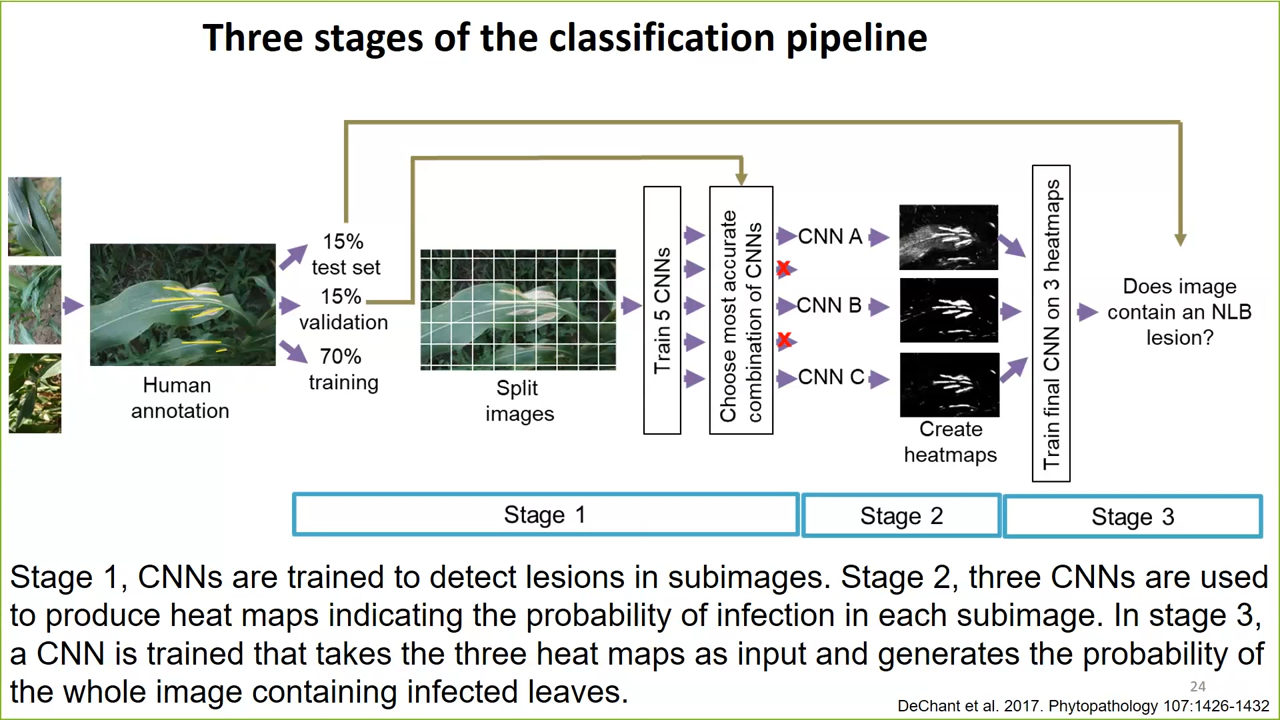 Three stages of the classification pipeline
Human
annotation
15%
test set
15%
validation
70%
training
Split
images
Train 5 CNNs
Choose most accurate
combination of CNNs
X
X
CNN A
CNN B
CNN C
Create
heatmaps
Train final CNN on 3 heatmaps
Does image
contain an NLB
lesion?
Stage 1
Stage 2
Stage 3
Stage 1, CNNs are trained to detect lesions in subimages. Stage 2, three CNNs are used
to produce heat maps indicating the probability of infection in each subimage. In stage 3,
a CNN is trained that takes the three heat maps as input and generates the probability of
the whole image containing infected leaves.
24
DeChant et al. 2017. Phytopathology 107:1426-1432